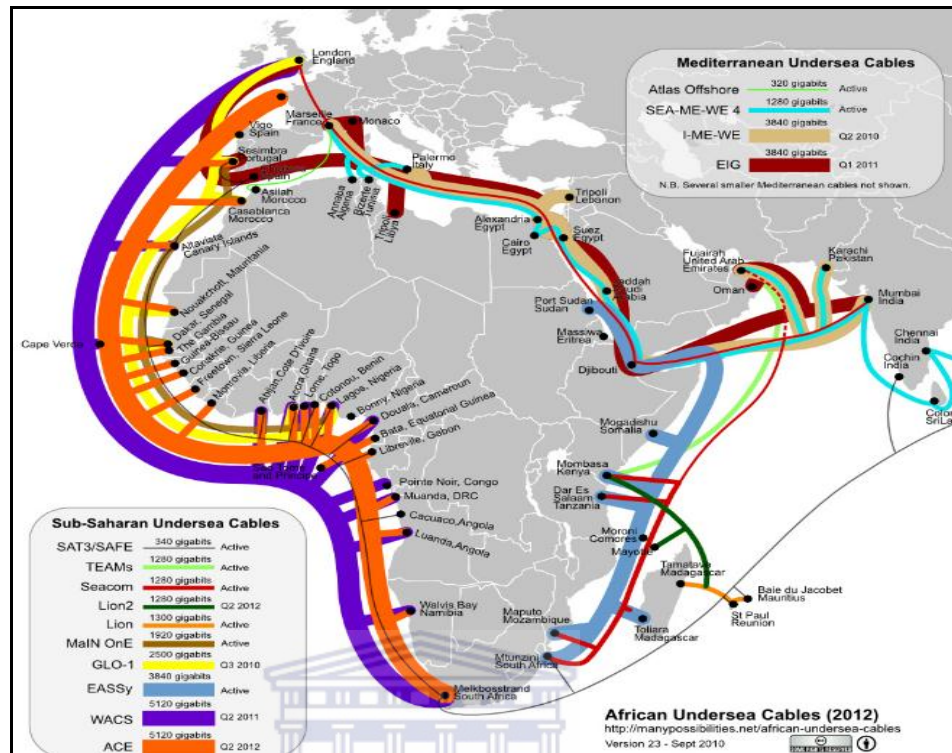 London
England
Mediterranean Undersea Cables
Atlas Offshore 320 gigabits Active
SEA-ME-WE 4 1280 gigabits Active
I-ME-WE 3840 gigabits Q2 2010
EIG 3840 gigabits Q1 2011
N.B. Several smaller Mediterranean cables not shown.
Marseille
France
Monaco
Vigo
Spain
Sesimbra
Portugal
Spain
Palermo
Italy
Asilah
Morocco
Casablanca
Morocco
Annaba
Algeria
Bizerte
Tunisia
Tripoli
Libya
Tripoli
Lebanon
Alexandria
Egypt
Cairo
Egypt
Suez
Egypt
Altavista
Canary Islands
Fujairah
United Arab
Emirates
Oman
Karachi
Pakistan
Mumbai
India
Jeddah
Saudi
Arabia
Port Sudan
Sudan
Massiwa
Eritrea
Djibouti
Chennai
India
Cochin
India
Nouakchott, Mauritania
Dakar, Senegal
The Gambia
Guinea-Bissau
Conakrie, Guinea
Freetown, Sierra Leone
Monrovia, Liberia
Cape Verde
Abijan, Cote D'ivoire
Accra Ghana
Lome, Togo
Cotonou, Benin
Lagos, Nigeria
Bonny, Nigeria
Douala, Cameroun
Bata, Equatorial Guinea
Libreville, Gabon
Sao Tome
and Principe
Pointe Noir, Congo
Muanda, DRC
Cacuaco, Angola
Luanda, Angola
Mogadishu
Somalia
Mombasa
Kenya
Dar Es
Salaam
Tanzania
Moroni
Comores
Mayotte
Tamatave
Madagascar
Baie du Jacobet
Mauritius
St Paul
Reunion
Toliara
Madagascar
Maputo
Mozambique
Mtunzini
South Africa
Walvis Bay
Namibia
Melkbosstrand
South Africa
Sub-Saharan Undersea Cables
SAT3/SAFE 340 gigabits Active
TEAMs 1280 gigabits Active
Seacom 1280 gigabits Active
Lion2 1280 gigabits Q2 2012
Lion 1300 gigabits Active
MaIN OnE 1920 gigabits Active
GLO-1 2500 gigabits Q3 2010
EASSy 3840 gigabits Active
WACS 5120 gigabits Q2 2011
ACE 5120 gigabits Q2 2012
African Undersea Cables (2012)
http://manypossibilities.net/african-undersea-cables
Version 23 - Sept 2010